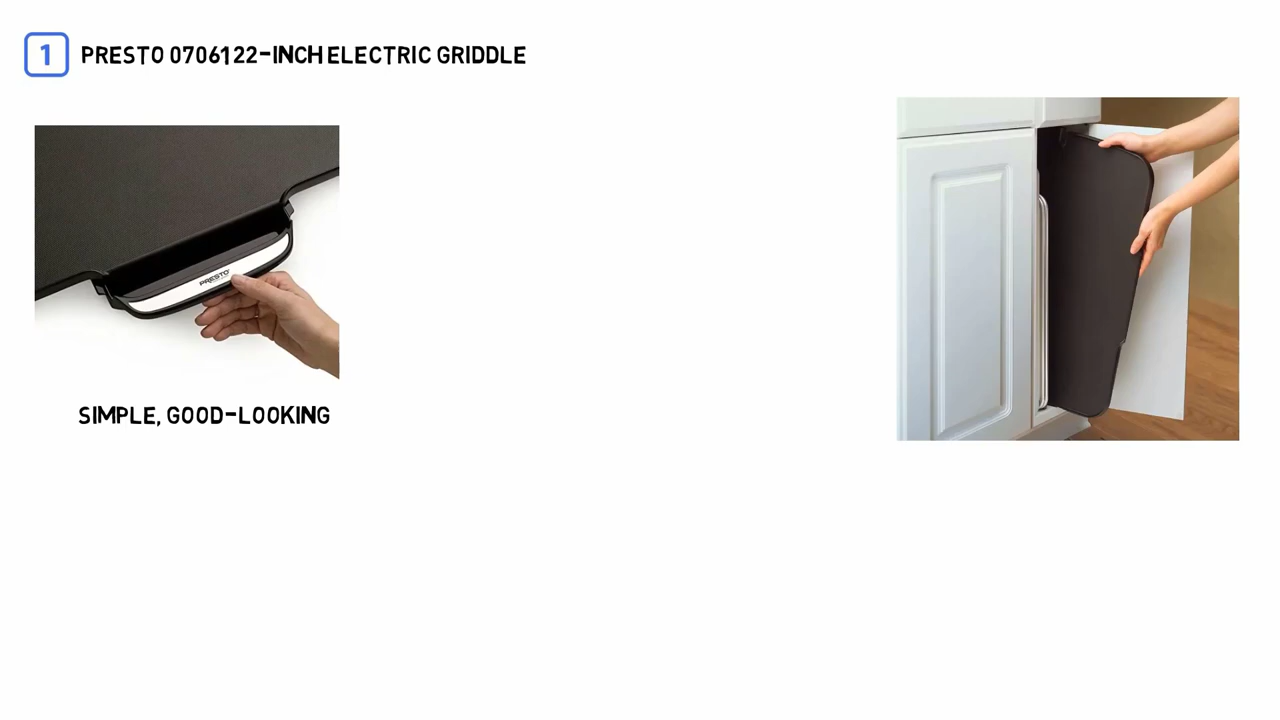 1
PRESTO 0706122-INCH ELECTRIC GRIDDLE
PRESTO
SIMPLE, GOOD-LOOKING